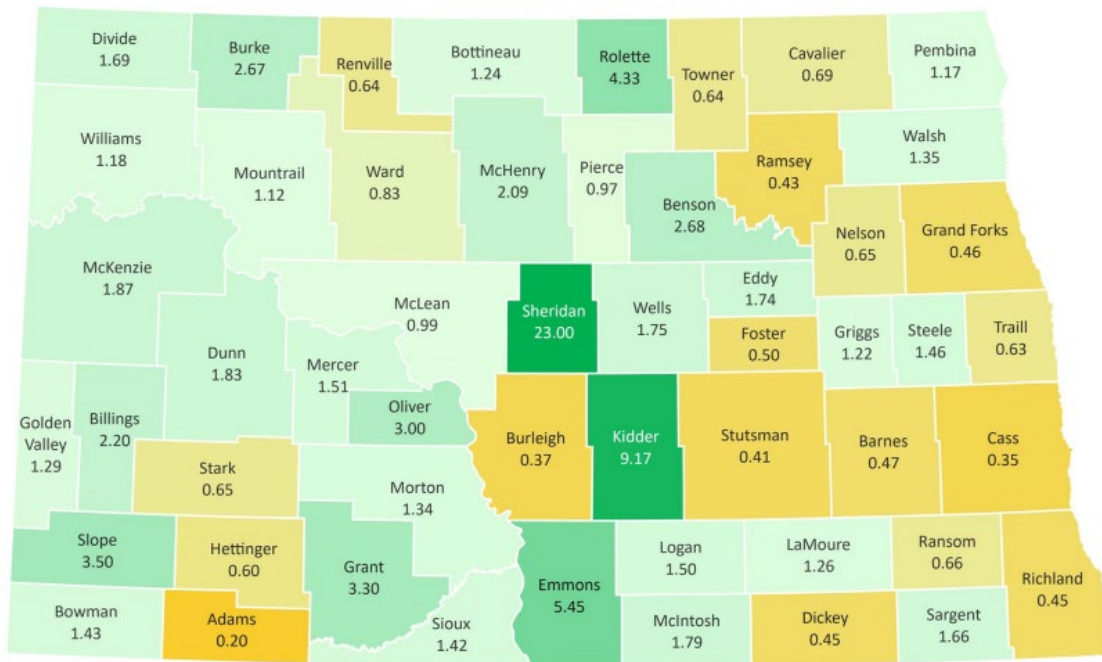 Divide
1.69
Burke
2.67
Renville
0.64
Bottineau
1.24
Rolette
4.33
Towner
0.64
Cavalier
0.69
Pembina
1.17
Williams
1.18
Mountrail
1.12
Ward
0.83
McHenry
2.09
Pierce
0.97
Benson
2.68
Ramsey
0.43
Walsh
1.35
Nelson
0.65
Grand Forks
0.46
McKenzie
1.87
Dunn
1.83
McLean
0.99
Mercer
1.51
Oliver
3.00
Sheridan
23.00
Wells
1.75
Eddy
1.74
Foster
0.50
Griggs
1.22
Steele
1.46
Traill
0.63
Golden
Valley
1.29
Billings
2.20
Stark
0.65
Morton
1.34
Burleigh
0.37
Kidder
9.17
Stutsman
0.41
Barnes
0.47
Cass
0.35
Slope
3.50
Hettinger
0.60
Grant
3.30
Emmons
5.45
Logan
1.50
LaMoure
1.26
Ransom
0.66
Richland
0.45
Bowman
1.43
Adams
0.20
Sioux
1.42
McIntosh
1.79
Dickey
0.45
Sargent
1.66